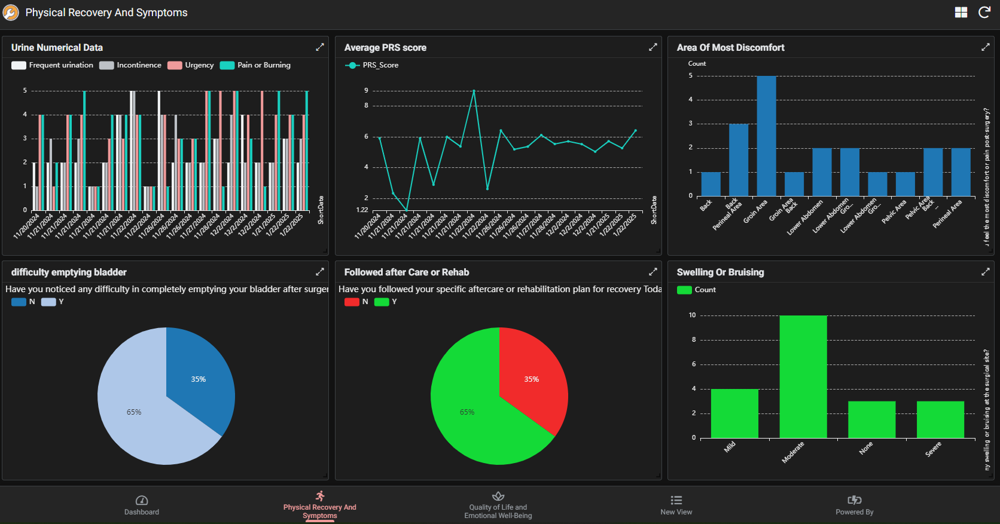 Physical Recovery And Symptoms
Urine Numerical Data
Frequent urination Incontinence Urgency Pain or Burning
5
4
3
2
1
0
11/20/2024 11/21/2024 11/21/2024 11/21/2024 11/21/2024 11/21/2024 11/21/2024 11/22/2024 11/22/2024 11/26/2024 11/26/2024 11/26/2024 11/27/2024 11/28/2024 12/2/2024 12/2/2024 12/2/2024 1/21/2025 1/22/2025 1/22/2025
ShortDate
Average PRS score
PRS_Score
9
8
6
4
2
1.22
11/20/2024 11/21/2024 11/21/2024 11/21/2024 11/21/2024 11/21/2024 11/21/2024 11/22/2024 11/22/2024 11/26/2024 11/26/2024 11/26/2024 11/27/2024 11/28/2024 12/2/2024 12/2/2024 12/2/2024 1/21/2025 1/22/2025 1/22/2025
ShortDate
Area Of Most Discomfort
Count
5
4
3
2
1
0
Back
Back
Perineal Area
Groin Area
Groin Area
Back
Lower Abdomen
Lower Abdomen
Gro...
Lower Abdomen
Gro...
Pelvic Area
Pelvic Area
Back
...
Perineal Area
feel the most discomfort or pain post-surgery?
difficulty emptying bladder
Have you noticed any difficulty in completely emptying your bladder after surger
N Y
35%
65%
Followed after Care or Rehab
Have you followed your specific aftercare or rehabilitation plan for recovery Toda
N Y
35%
65%
Swelling Or Bruising
Count
10
8
6
4
2
0
Mild Moderate None Severe
ny swelling or bruising at the surgical site?
Dashboard
Physical Recovery And
Symptoms
Quality of Life and
Emotional Well-Being
New View
Powered By